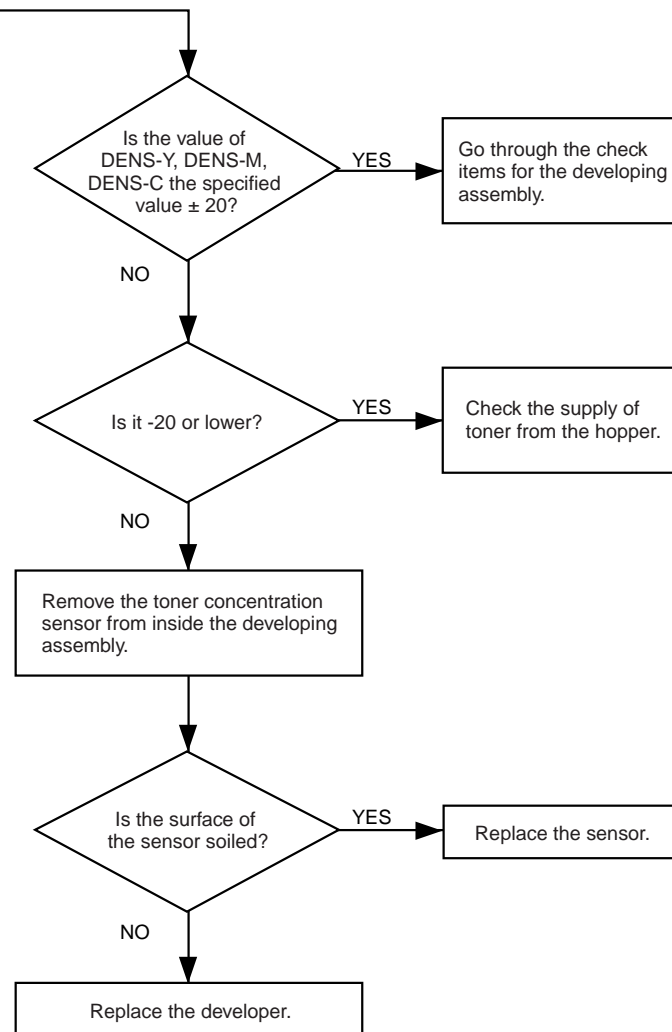 Is the value of
DENS-Y, DENS-M,
DENS-C the specified
value ± 20?
YES
Go through the check
items for the developing
assembly.
NO
Is it -20 or lower?
YES
Check the supply of
toner from the hopper.
NO
Remove the toner concentration
sensor from inside the developing
assembly.
Is the surface of
the sensor soiled?
YES
Replace the sensor.
NO
Replace the developer.